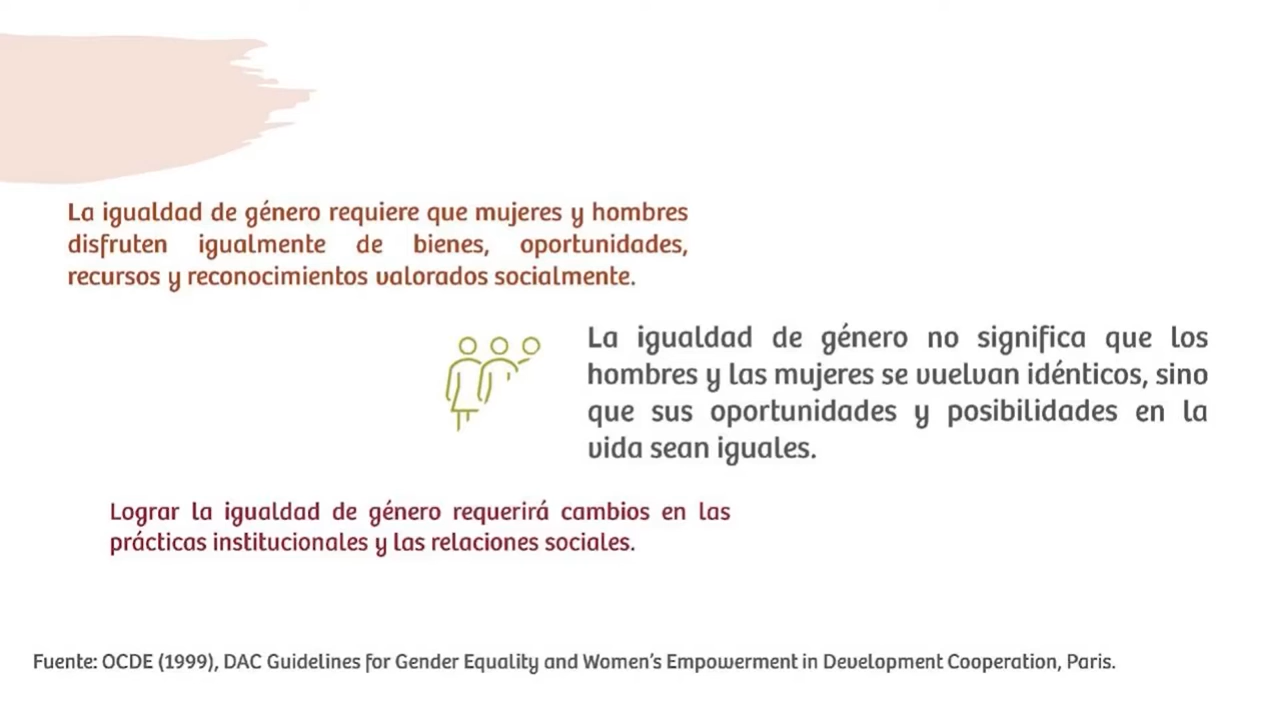 La igualdad de género requiere que mujeres y hombres
disfruten igualmente de bienes, oportunidades,
recursos y reconocimientos valorados socialmente.
La igualdad de género no significa que los
hombres y las mujeres se vuelvan idénticos, sino
que sus oportunidades y posibilidades en la
vida sean iguales.
Lograr la igualdad de género requerirá cambios en las
prácticas institucionales y las relaciones sociales.
Fuente: OCDE (1999), DAC Guidelines for Gender Equality and Women's Empowerment in Development Cooperation, Paris.